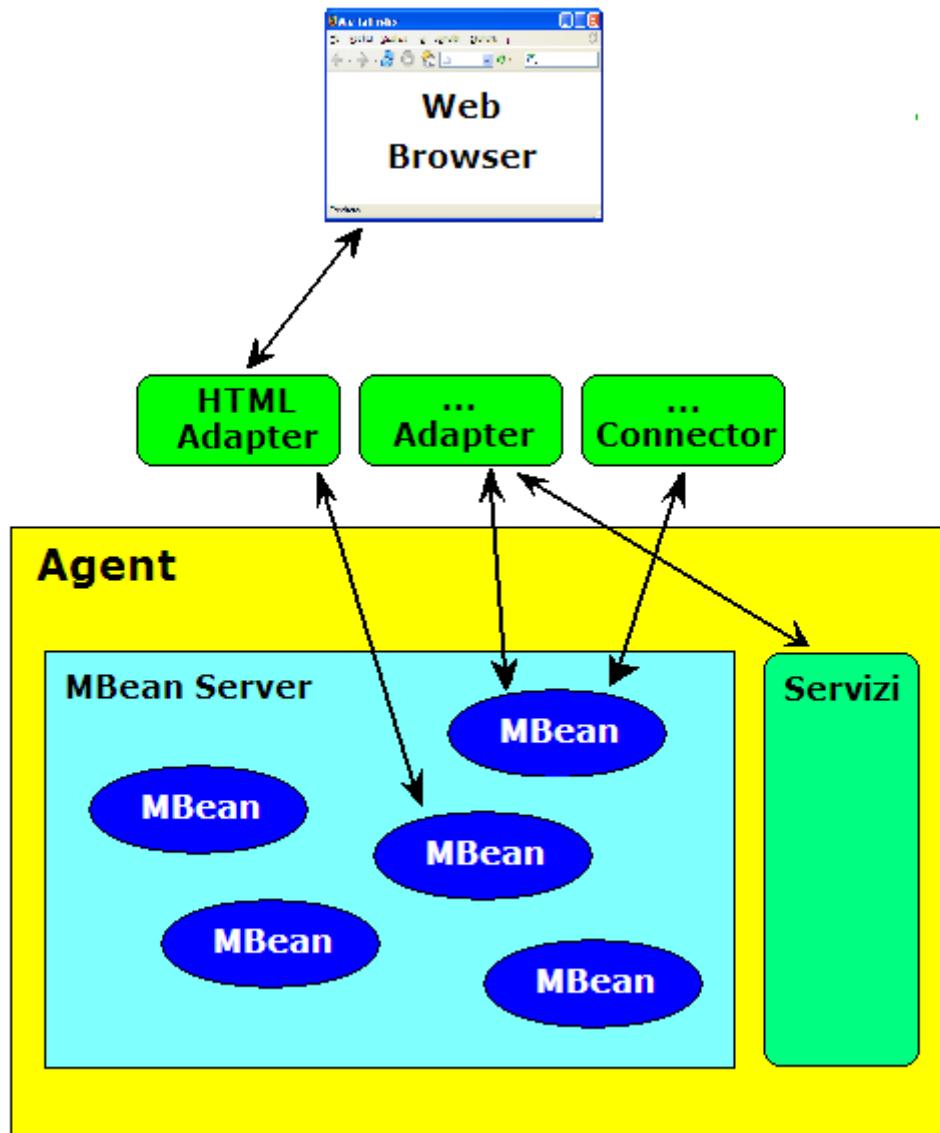 Web
Browser
HTML
Adapter
...
Adapter
...
Connector
Agent
MBean Server
MBean
MBean
MBean
MBean
MBean
Servizi